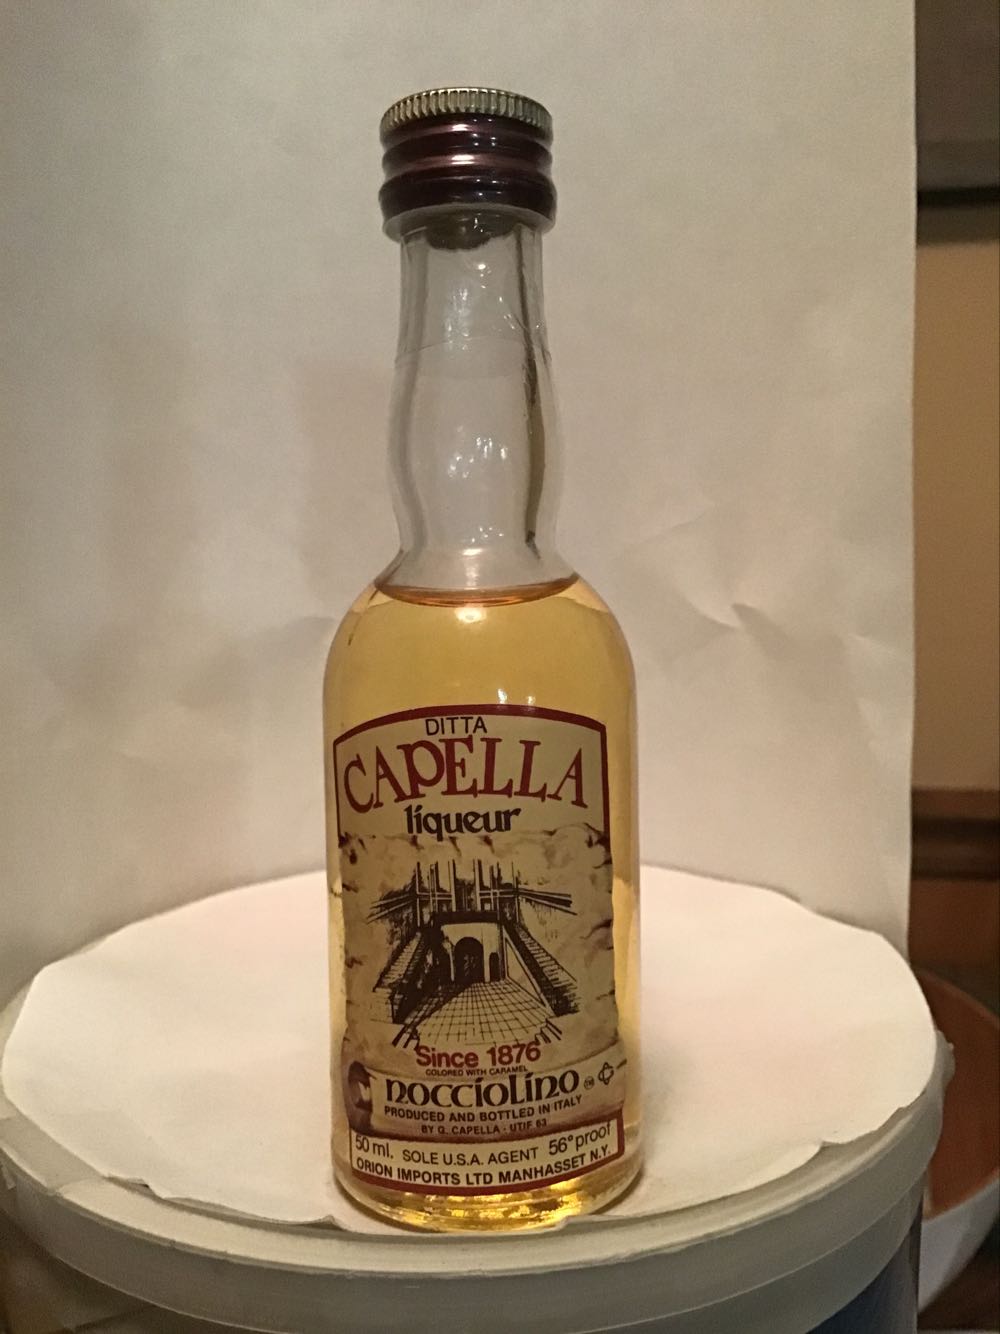 DITTA
CAPELLA
liqueur
Since 1876
COLORED WITH CARAMEL
NOCCIOLINO
PRODUCED AND BOTTLED IN ITALY
BY G. CAPELLA - UTIF 63
50 ml. SOLE U.S.A. AGENT 56° proof
ORION IMPORTS LTD MANHASSET N.Y.